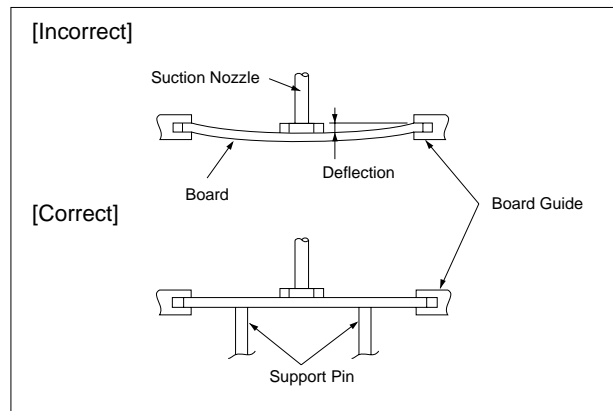 [Incorrect]
Suction Nozzle
Board
Deflection
[Correct]
Board Guide
Support Pin